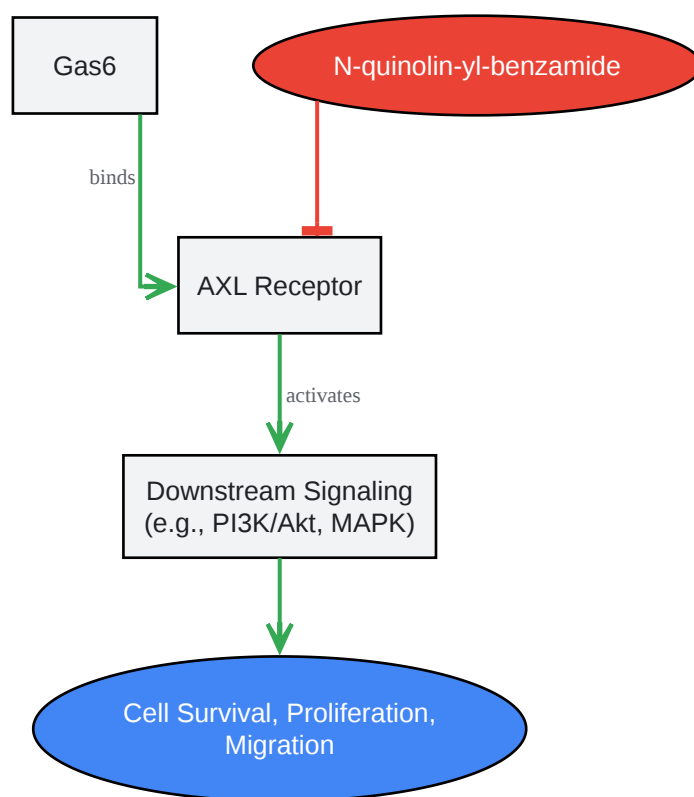 Gas6
N-quinolin-yl-benzamide
binds
AXL Receptor
activates
Downstream Signaling
(e.g., PI3K/Akt, MAPK)
Cell Survival, Proliferation,
Migration